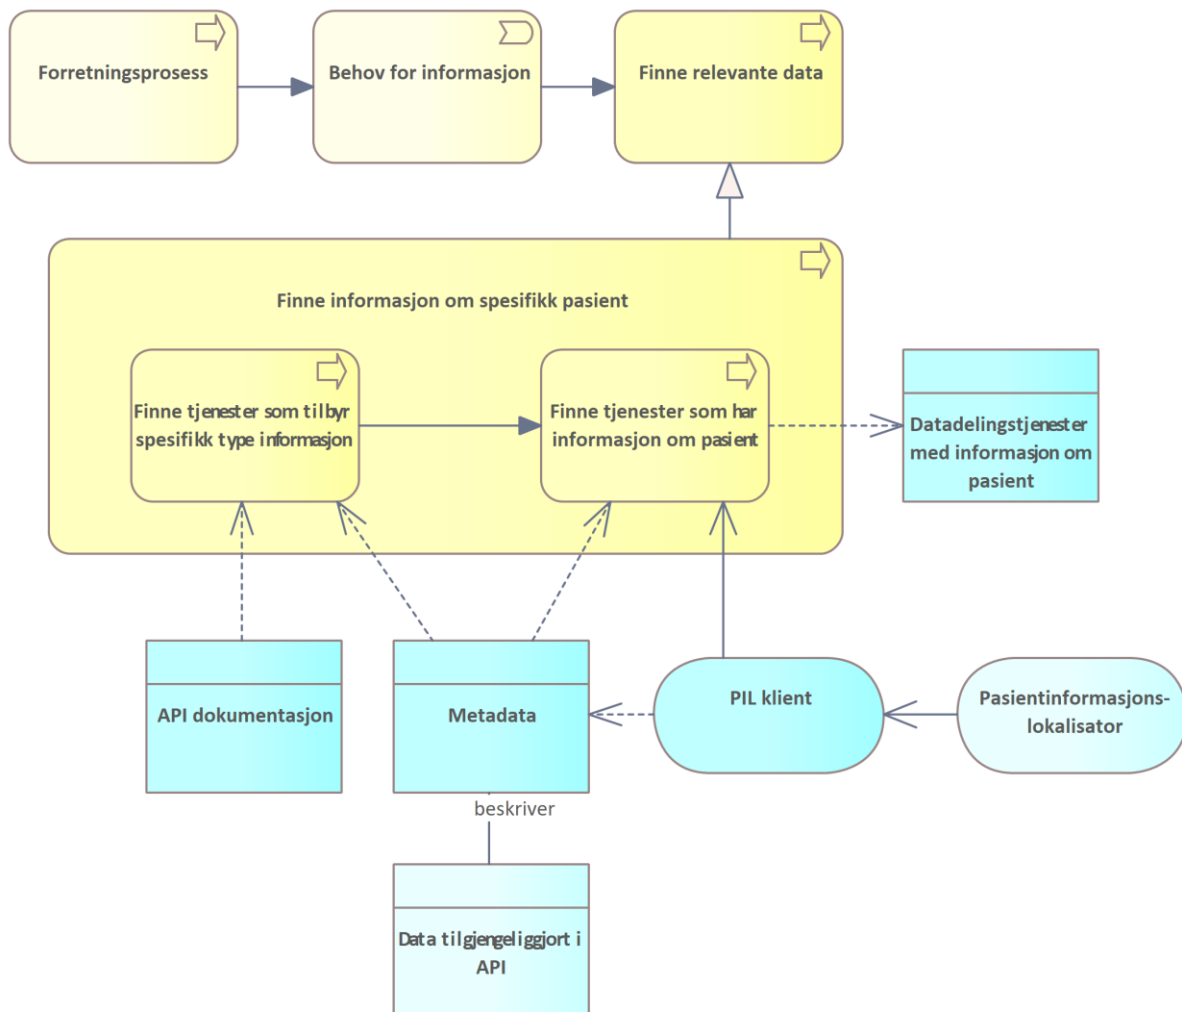 Forretningsprosess
Behov for informasjon
Finne relevante data
Finne informasjon om spesifikk pasient
Finne tjenester som tilbyr
spesifikk type informasjon
Finne tjenester som har
informasjon om pasient
Datadelingstjenester
med informasjon om
pasient
API dokumentasjon
Metadata
PIL klient
Pasientinformasjons-
lokalisator
beskriver
Data tilgjengeliggjort i
API